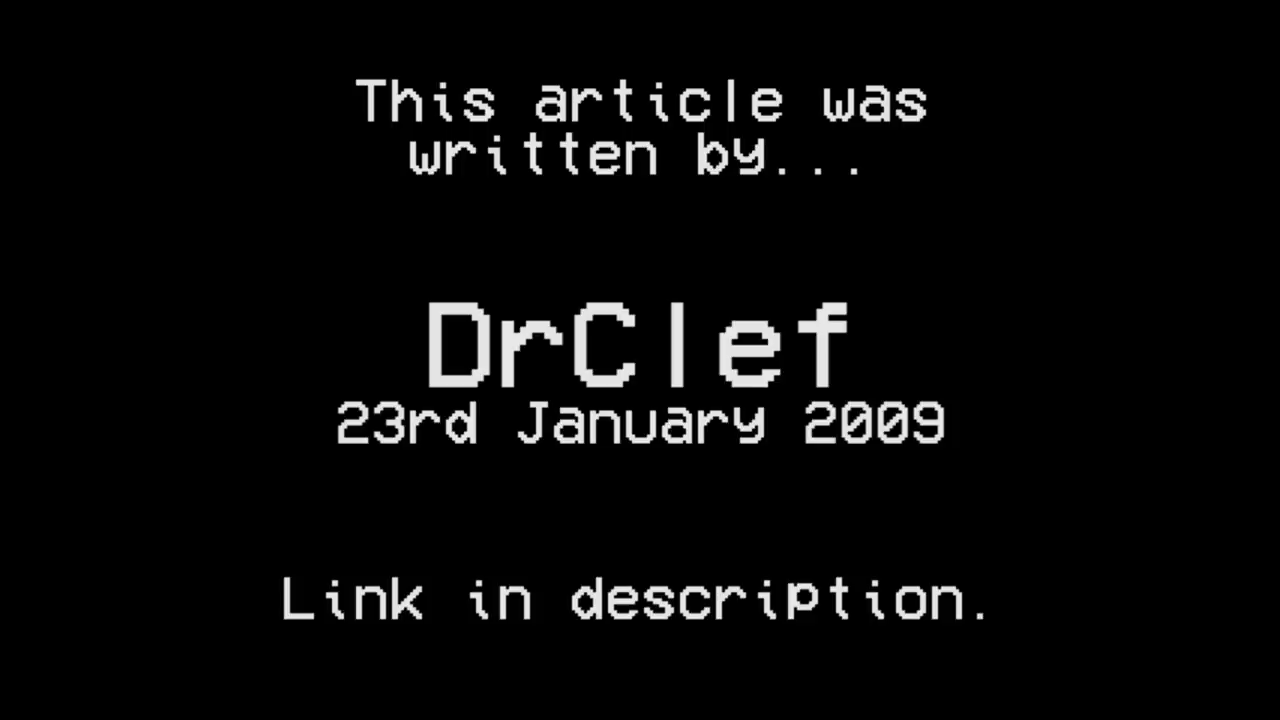 This article was
written by...
DrClef
23rd January 2009
Link in description.